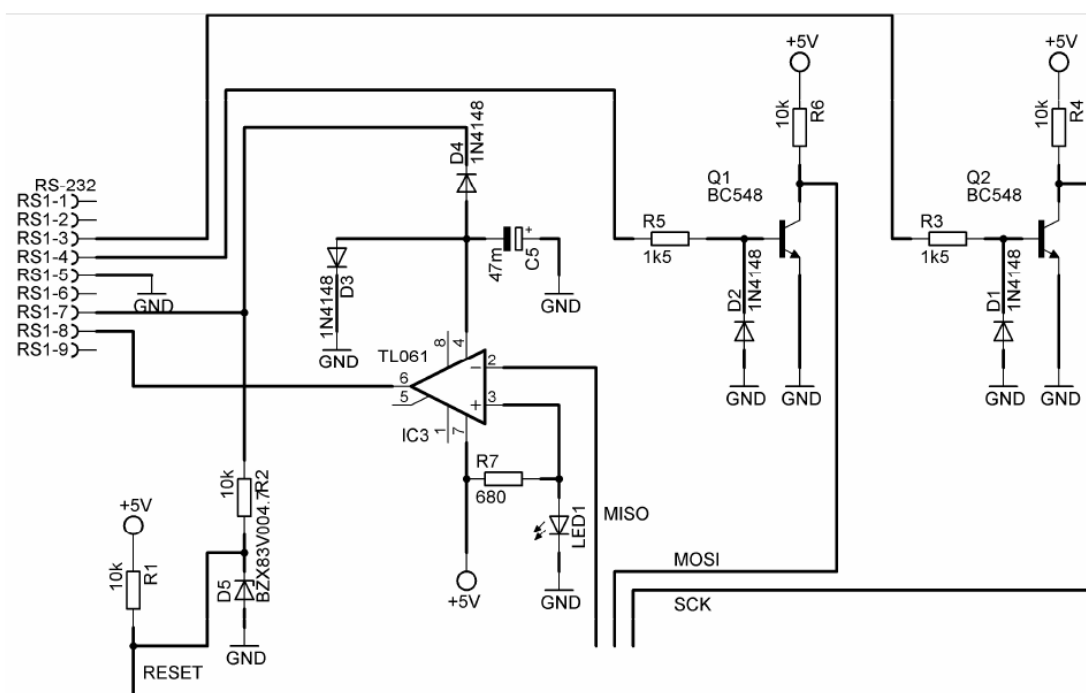 +5V
+5V
10k
R6
10k
R4
D4
1N4148
Q1
BC548
Q2
BC548
RS-232
RS1-1
RS1-2
RS1-3
RS1-4
RS1-5
RS1-6
RS1-7
RS1-8
RS1-9
GND
R5
1k5
R3
1k5
+
47m
C5
GND
1N4148
D3
GND
D2
1N4148
GND
GND
D1
1N4148
GND
GND
TL061
8
4
6
5
2
3
-
+
IC3
1
7
R7
680
LED1
GND
+5V
MISO
MOSI
SCK
10k
R2
+5V
10k
R1
D5
BZX83V004.7
GND
RESET